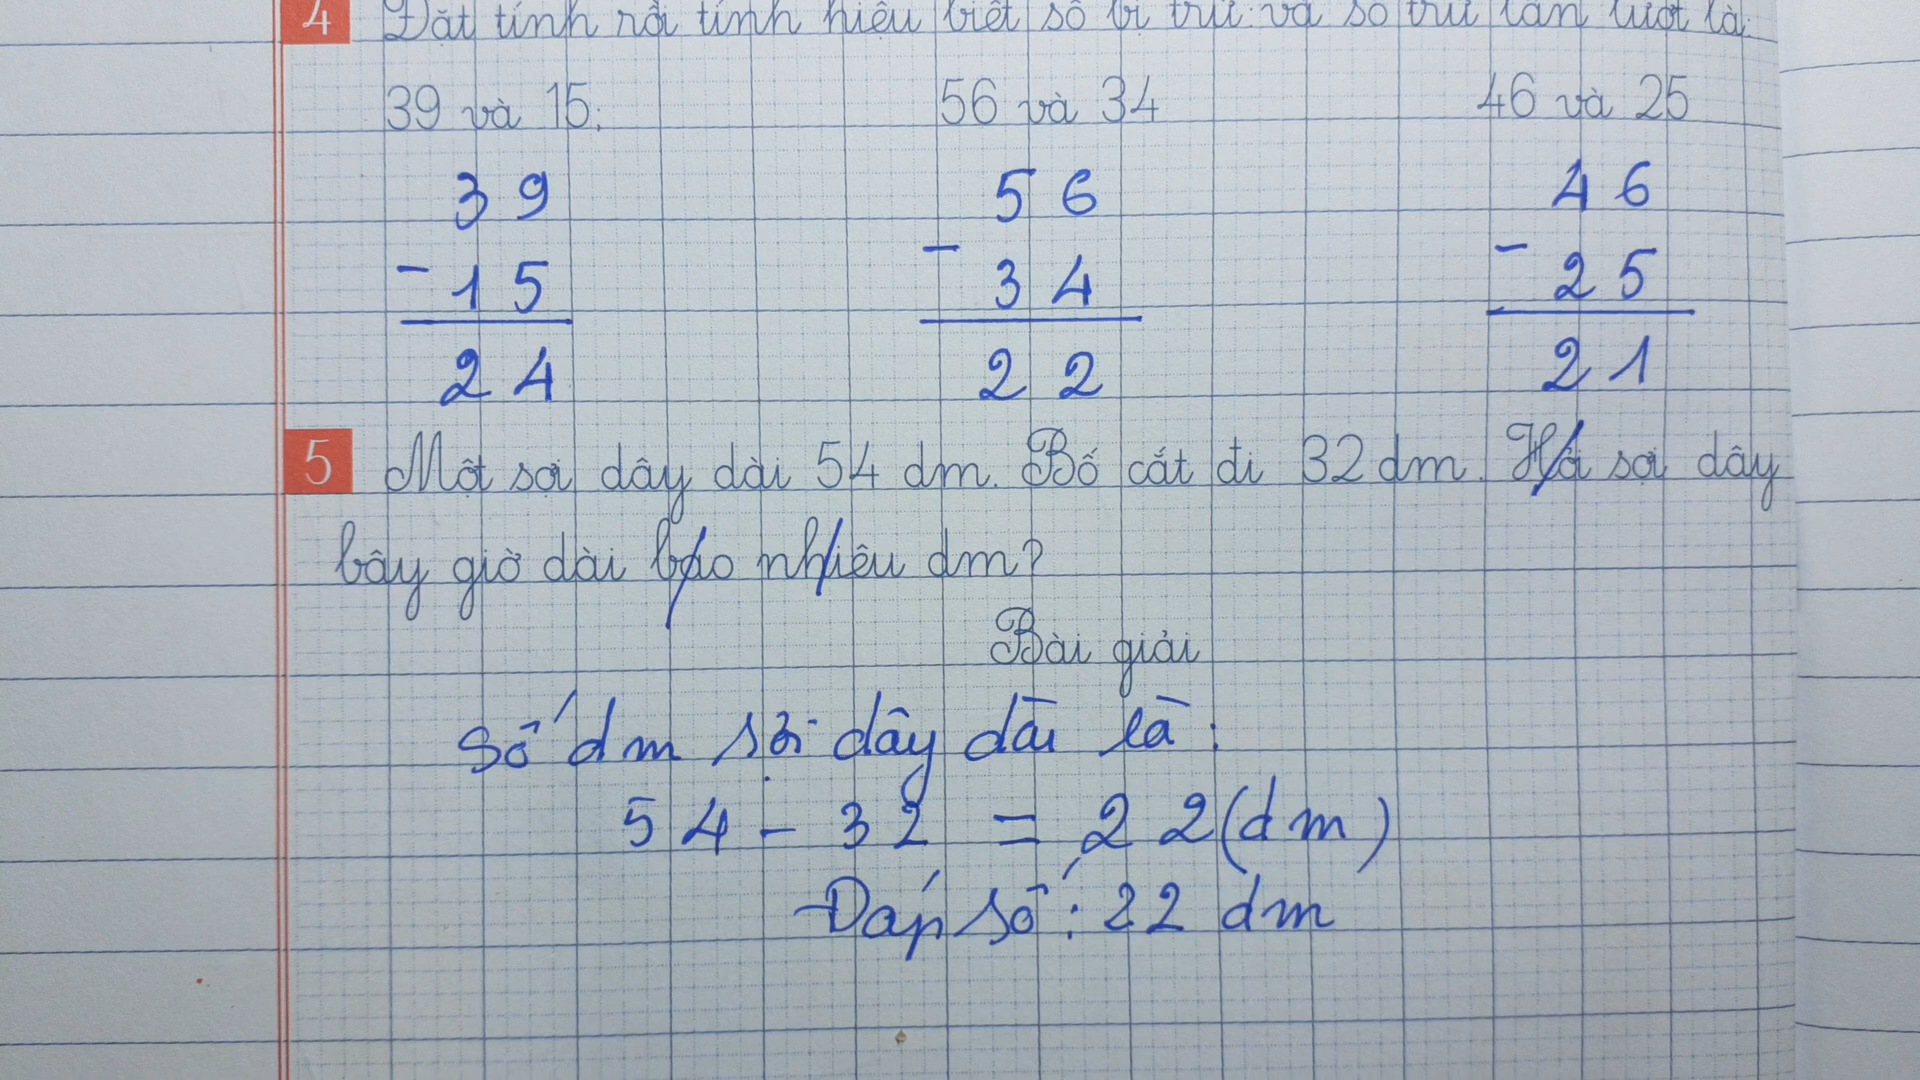 4 Đặt tính rồi tính hiệu biết số bị trừ và số trừ lần lượt là:
39 và 15; 56 và 34 46 và 25
39 56 46
- 15 - 34 - 25
24 22 21
5 Một sợi dây dài 54 dm. Bố cắt đi 32 dm. Hỏi sợi dây
bây giờ dài bao nhiêu dm?
Bài giải
Số dm sợi dây dài là:
54 - 32 = 22 (dm)
Đáp số: 22 dm